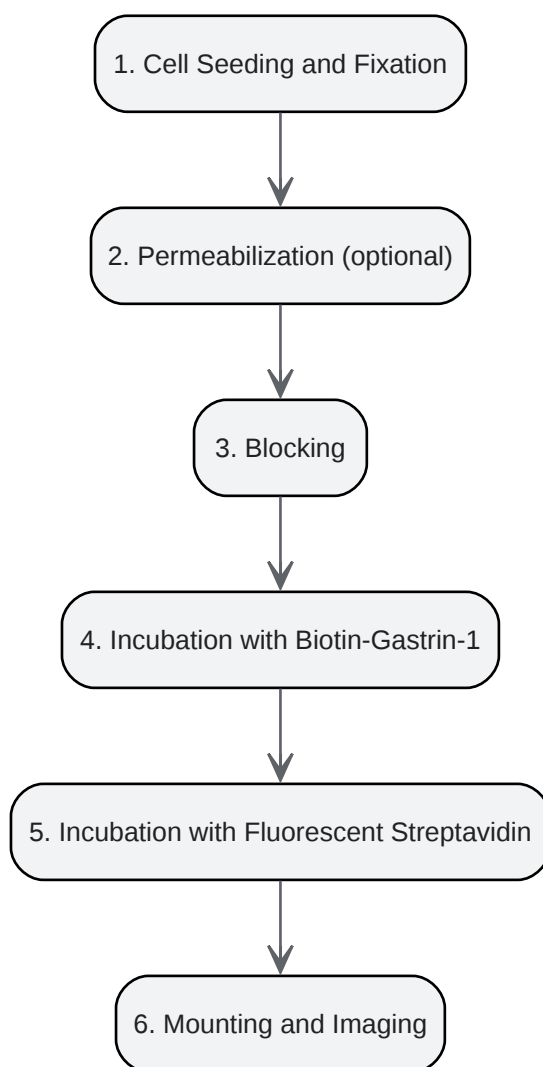 1. Cell Seeding and Fixation
2. Permeabilization (optional)
3. Blocking
4. Incubation with Biotin-Gastrin-1
5. Incubation with Fluorescent Streptavidin
6. Mounting and Imaging